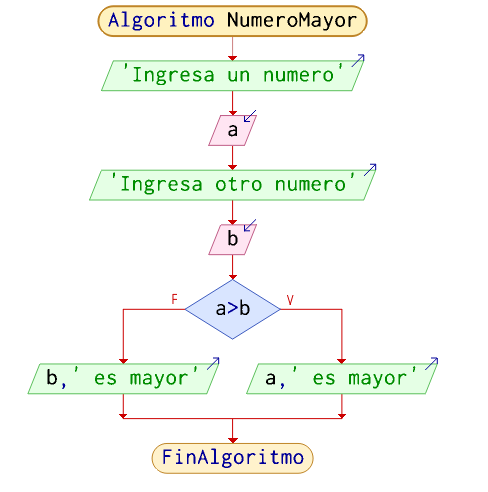 Algoritmo NumeroMayor
'Ingresa un numero'
a
'Ingresa otro numero'
b
F
V
a>b
b,' es mayor'
a,' es mayor'
FinAlgoritmo